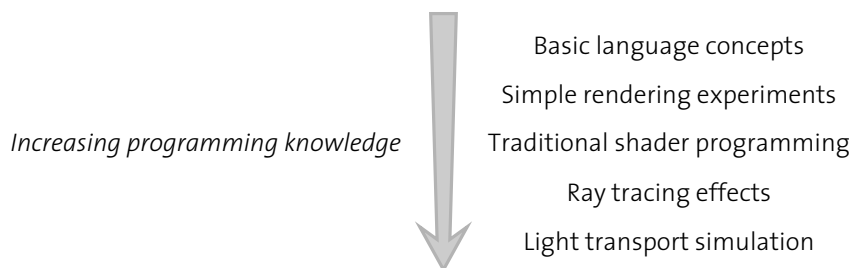 Basic language concepts
Simple rendering experiments
Increasing programming knowledge
Traditional shader programming
Ray tracing effects
Light transport simulation